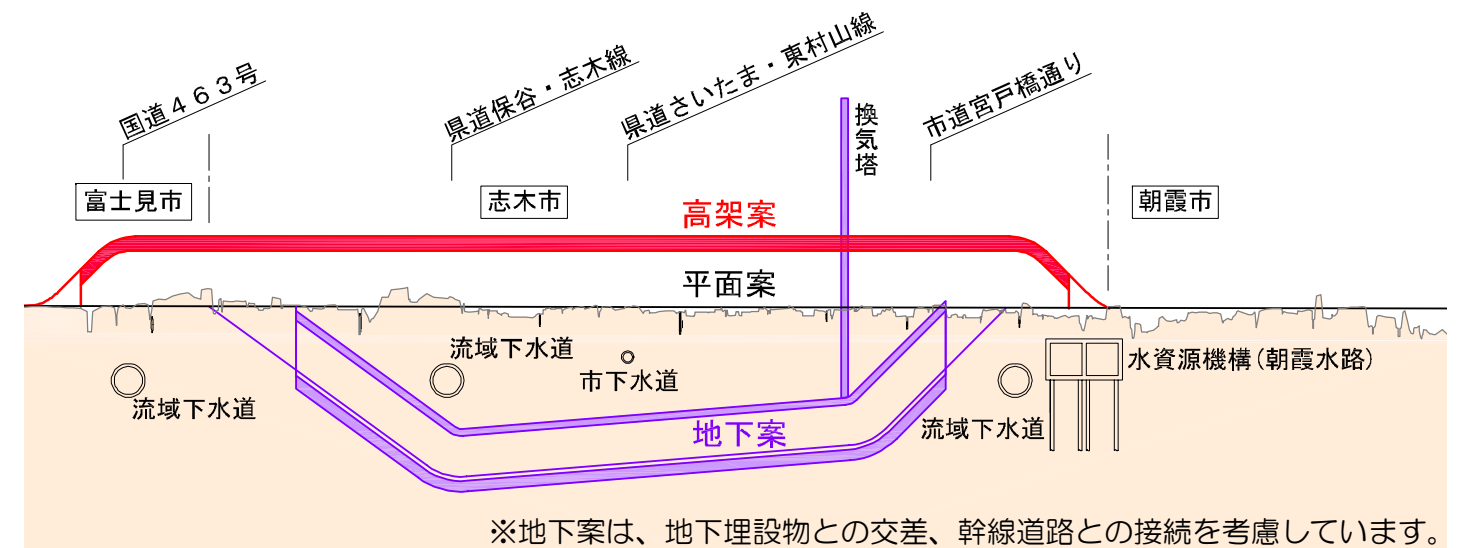 国道４６３号
県道保谷・志木線
県道さいたま・東村山線
市道宮戸橋通り
換気塔
富士見市
志木市
朝霞市
高架案
平面案
流域下水道
市下水道
水資源機構(朝霞水路)
流域下水道
地下案
流域下水道
※地下案は、地下埋設物との交差、幹線道路との接続を考慮しています。